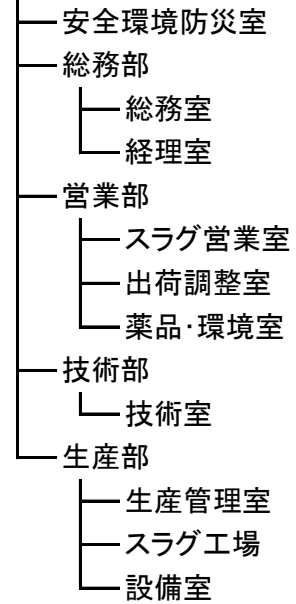 安全環境防災室
総務部
総務室
経理室
営業部
スラグ営業室
出荷調整室
薬品・環境室
技術部
技術室
生産部
生産管理室
スラグ工場
設備室